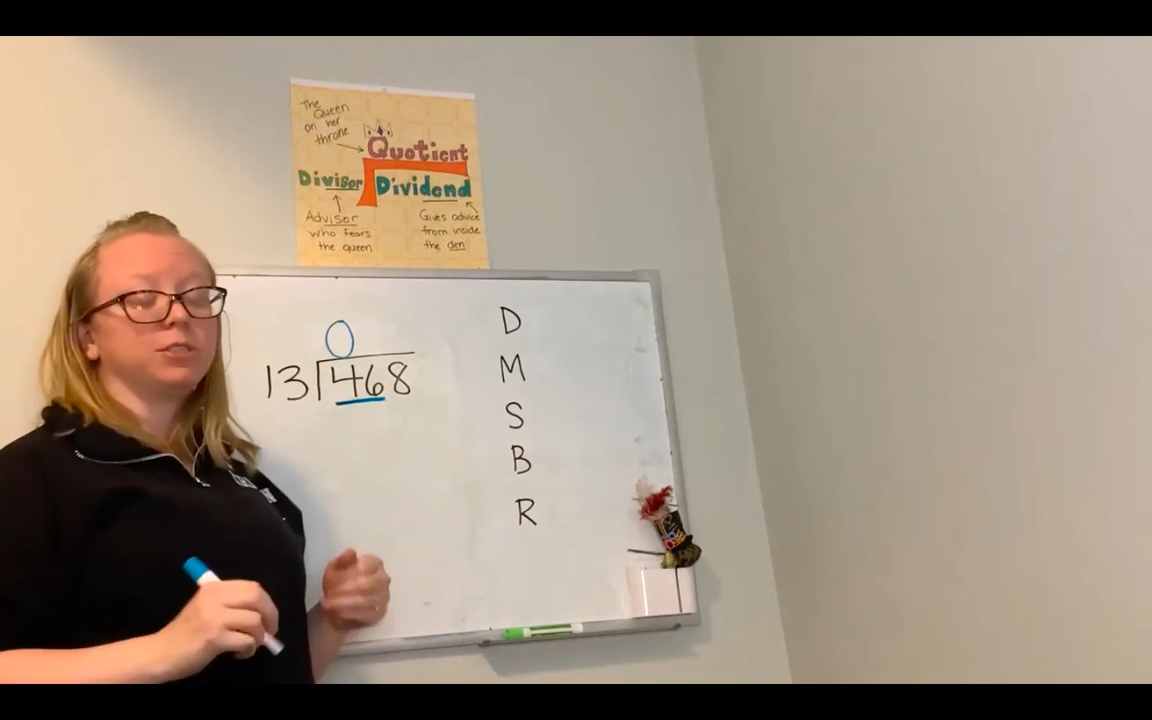 The
Queen
on her
throne
Quotient
Divisor Dividend
Advisor
who fears
the queen
Gives advice
from inside
the den
0
13 468
D
M
S
B
R